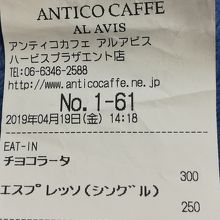 ANTICO CAFFE
AL AVIS
アンティコカフェ アルアビス
ハービスプラザエント店
TEL:06-6346-2588
http://www.anticocaffe.ne.jp
No.1-61
2019年04月19日(金) 14:18
EAT-IN
チョコラータ
300
エスプレッソ(シングル)
250